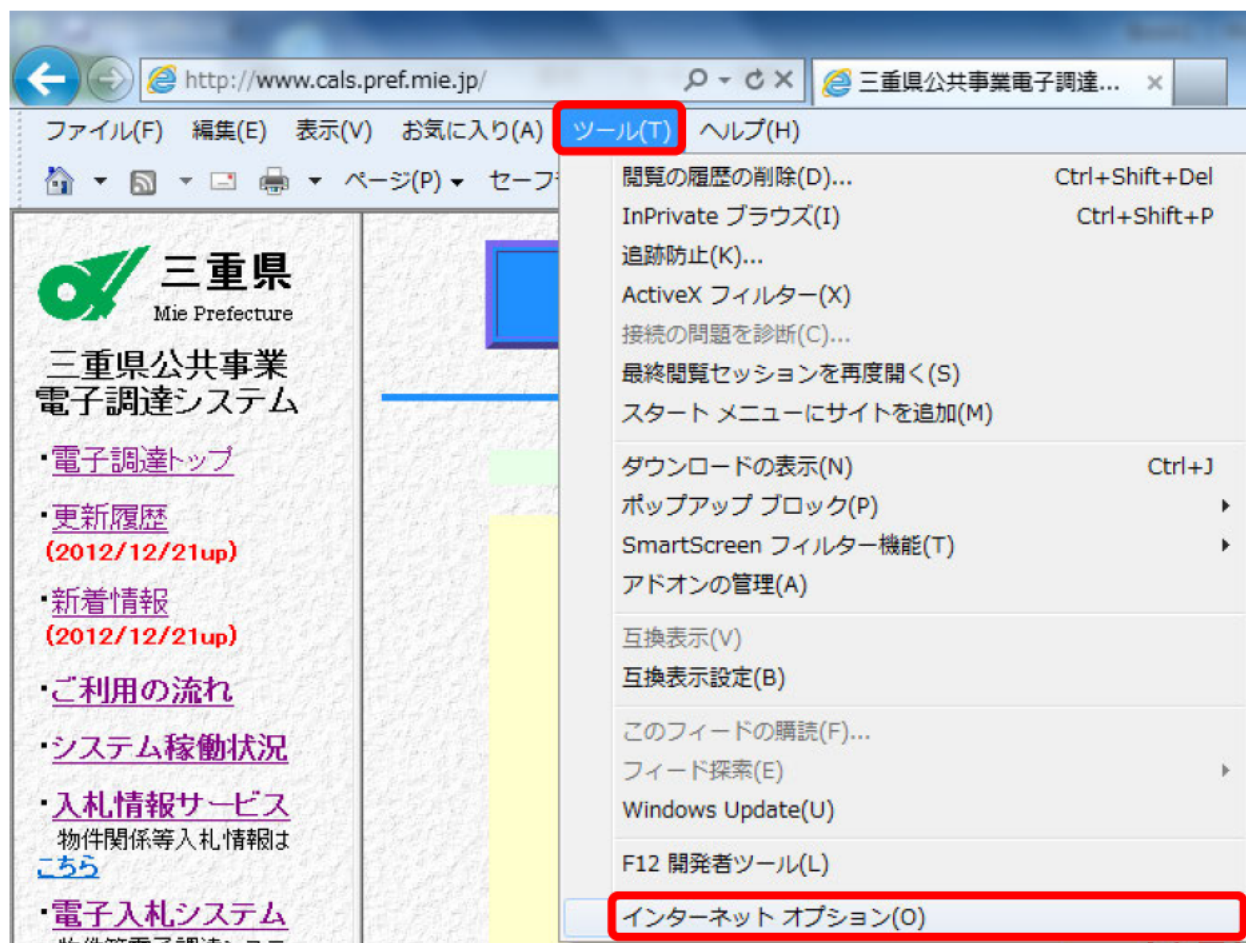 http://www.cals.pref.mie.jp/
三重県公共事業電子調達...
ファイル(F) 編集(E) 表示(V) お気に入り(A) ツール(T) ヘルプ(H)
ページ(P)
三重県
Mie Prefecture
三重県公共事業
電子調達システム
・電子調達トップ
・更新履歴
(2012/12/21up)
・新着情報
(2012/12/21up)
・ご利用の流れ
・システム稼働状況
・入札情報サービス
物件関係等入札情報は
こちら
・電子入札システム
閲覧の履歴の削除(D)... Ctrl+Shift+Del
InPrivate ブラウズ(I) Ctrl+Shift+P
追跡防止(K)...
ActiveX フィルター(X)
接続の問題を診断(C)...
最終閲覧セッションを再度開く(S)
スタート メニューにサイトを追加(M)
ダウンロードの表示(N) Ctrl+J
ポップアップ ブロック(P)
SmartScreen フィルター機能(T)
アドオンの管理(A)
互換表示(V)
互換表示設定(B)
このフィードの購読(F)...
フィード探索(E)
Windows Update(U)
F12 開発者ツール(L)
インターネット オプション(O)